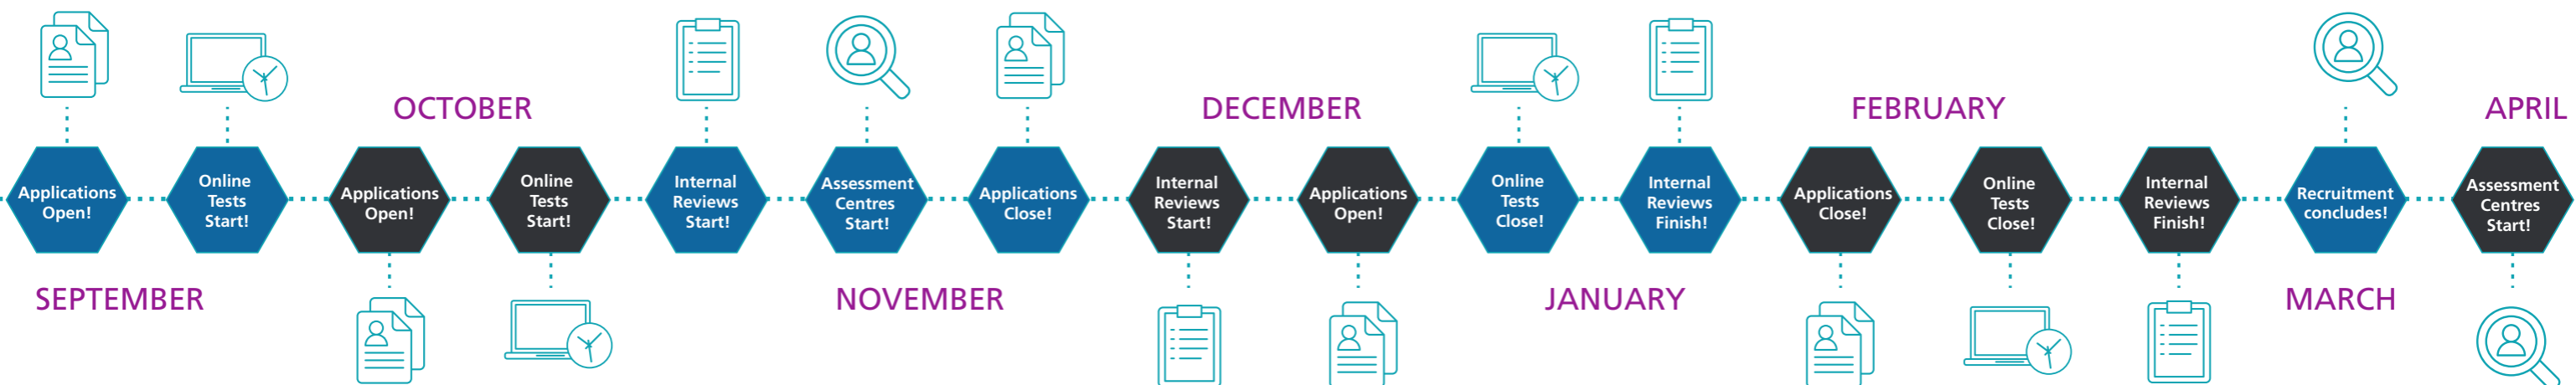 OCTOBER
DECEMBER
FEBRUARY
APRIL
Applications
Open!
Online
Tests
Start!
Applications
Open!
Online
Tests
Start!
Internal
Reviews
Start!
Assessment
Centres
Start!
Applications
Close!
Internal
Reviews
Start!
Applications
Open!
Online
Tests
Close!
Internal
Reviews
Finish!
Applications
Close!
Online
Tests
Close!
Internal
Reviews
Finish!
Recruitment
concludes!
Assessment
Centres
Start!
SEPTEMBER
NOVEMBER
JANUARY
MARCH